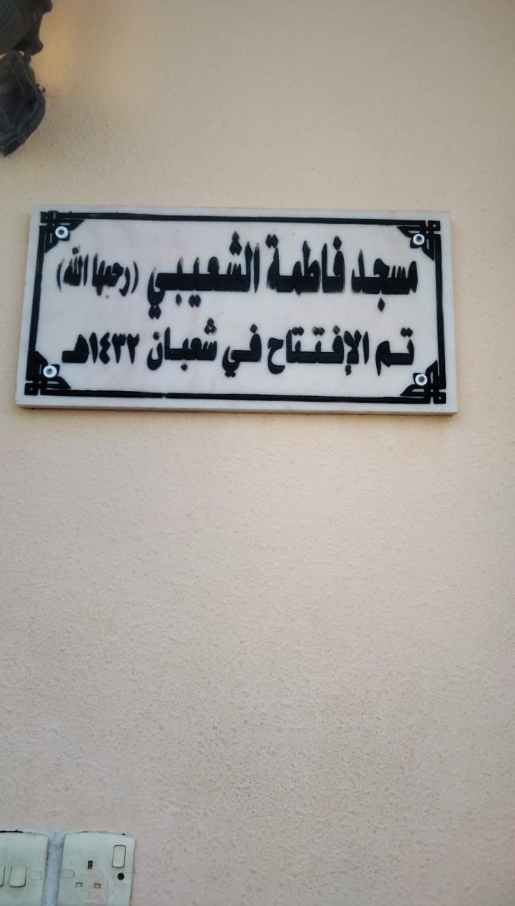 مسجد فاطمة الشعيبي (رحمها الله)
تم الإفتتاح في شعبان ١٤٣٢هـ